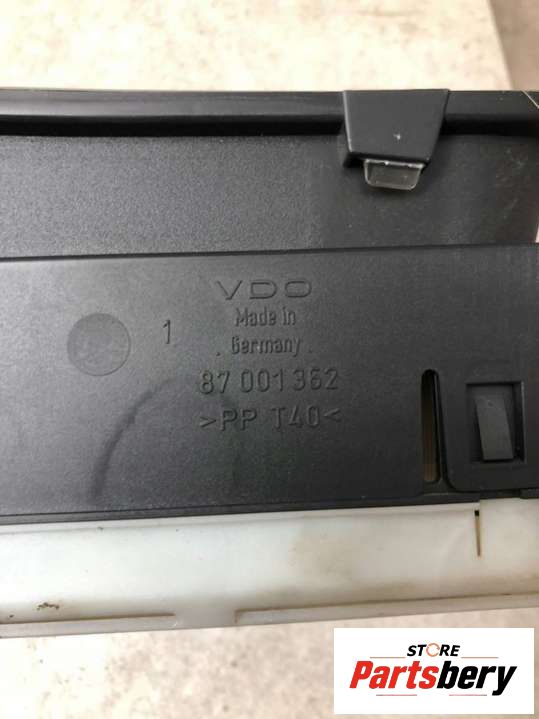 VDO
1
Made in
Germany
87 001 362
>PP T40<
STORE
Partsbery